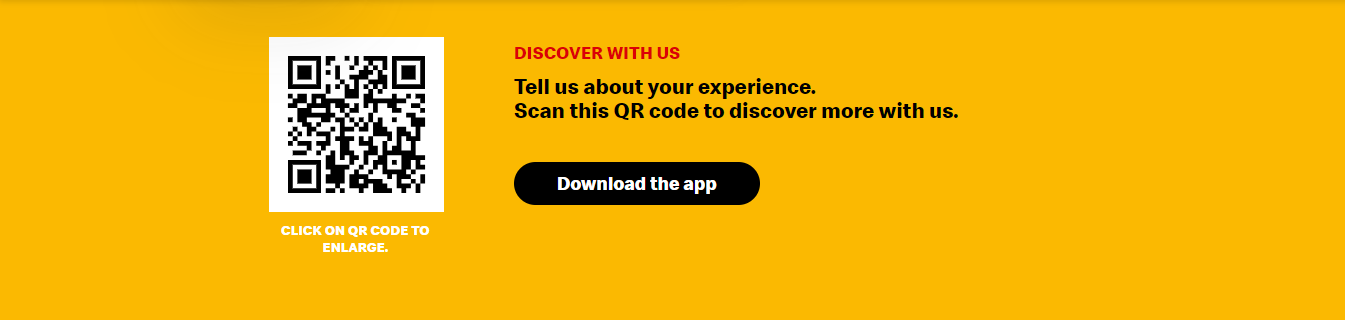 DISCOVER WITH US
Tell us about your experience.
Scan this QR code to discover more with us.
Download the app
CLICK ON QR CODE TO
ENLARGE.